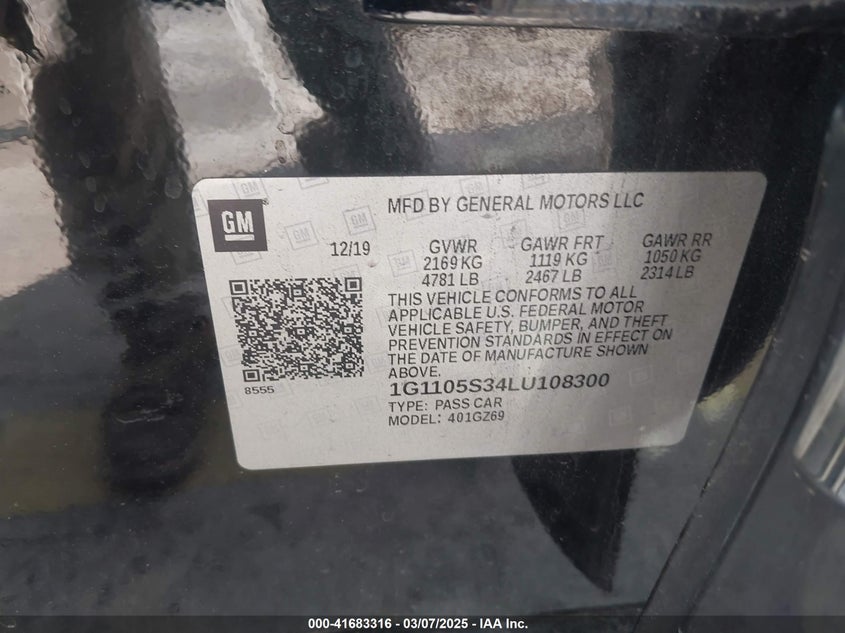 GM
MFD BY GENERAL MOTORS LLC
12/19 GVWR GAWR FRT GAWR RR
2169 KG 1119 KG 1050 KG
4781 LB 2467 LB 2314 LB
THIS VEHICLE CONFORMS TO ALL
APPLICABLE U.S. FEDERAL MOTOR
VEHICLE SAFETY, BUMPER, AND THEFT
PREVENTION STANDARDS IN EFFECT ON
THE DATE OF MANUFACTURE SHOWN
ABOVE.
8555
1G1105S34LU108300
TYPE: PASS CAR
MODEL: 401GZ69
000-41683316 - 03/07/2025 - IAA Inc.